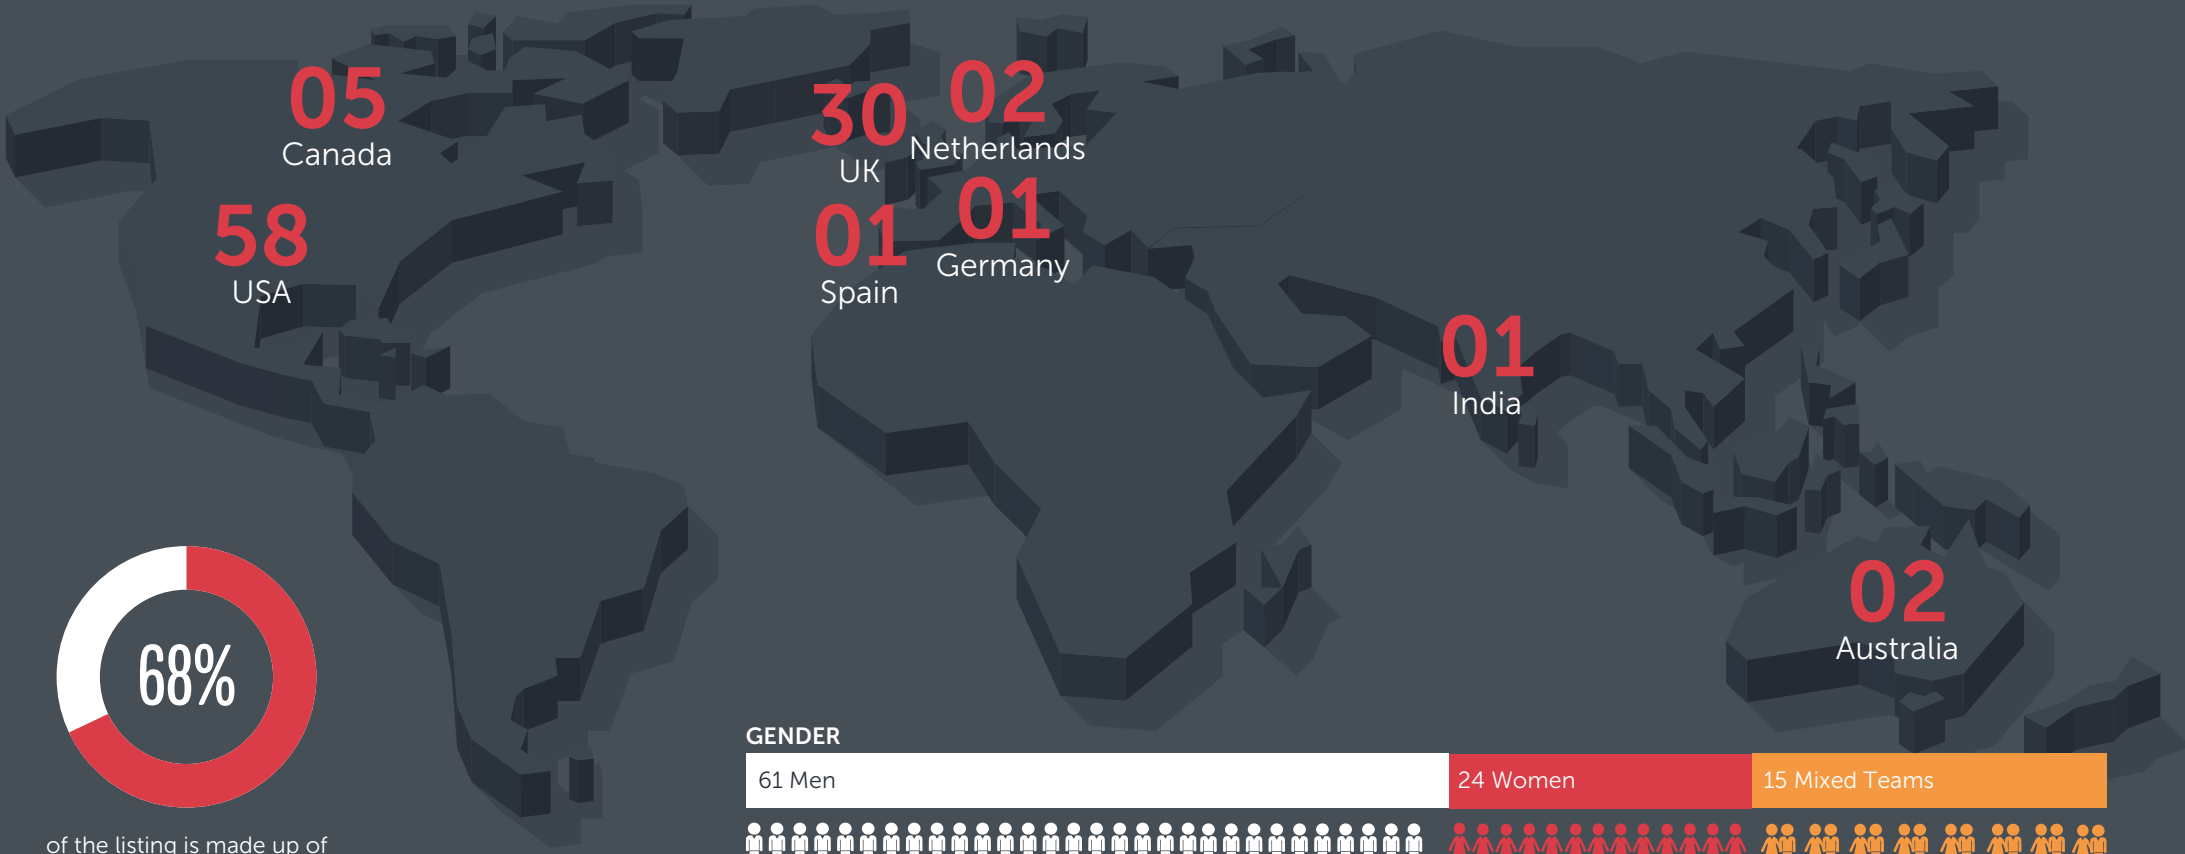 05
Canada
58
USA
30
UK
02
Netherlands
01
Spain
01
Germany
01
India
02
Australia
68%
of the listing is made up of
GENDER
61 Men
24 Women
15 Mixed Teams